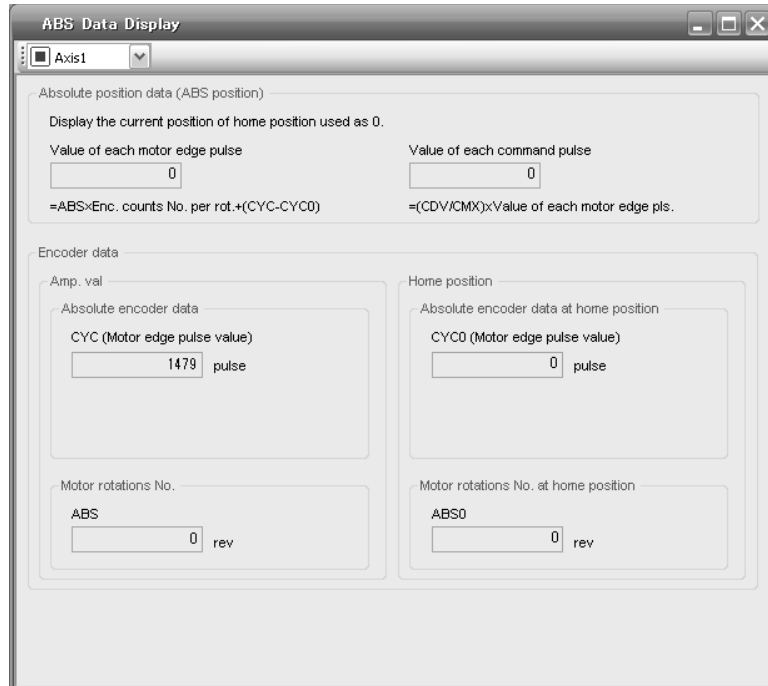 ABS Data Display
Axis1
Absolute position data (ABS position)
Display the current position of home position used as 0.
Value of each motor edge pulse Value of each command pulse
0 0
=ABS×Enc. counts No. per rot.+(CYC-CYC0) =(CDV/CMX)xValue of each motor edge pls.
Encoder data
Amp. val Home position
Absolute encoder data Absolute encoder data at home position
CYC (Motor edge pulse value) CYC0 (Motor edge pulse value)
1479 pulse 0 pulse
Motor rotations No. Motor rotations No. at home position
ABS ABS0
0 rev 0 rev